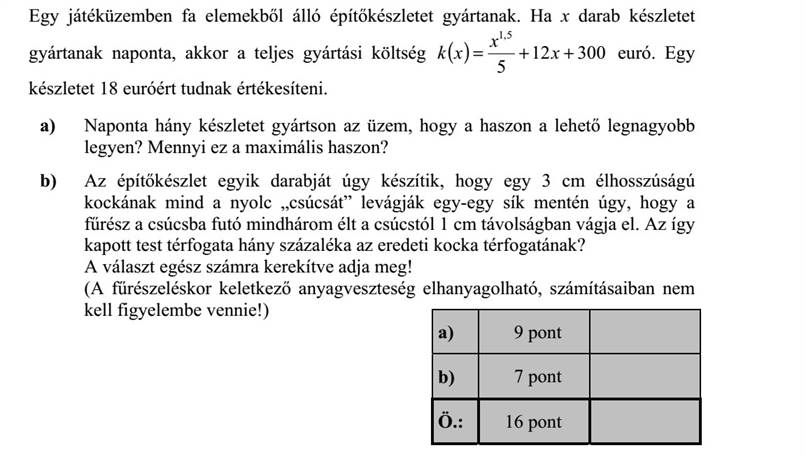 Egy játéküzemben fa elemekből álló építőkészletet gyártanak. Ha x darab készletet
gyártanak naponta, akkor a teljes gyártási költség k(x) = x^1,5/5 + 12x + 300 euró. Egy
készletet 18 euróért tudnak értékesíteni.
a) Naponta hány készletet gyártson az üzem, hogy a haszon a lehető legnagyobb
legyen? Mennyi ez a maximális haszon?
b) Az építőkészlet egyik darabját úgy készítik, hogy egy 3 cm élhosszúságú
kockának mind a nyolc „csúcsát” levágják egy-egy sík mentén úgy, hogy a
fűrész a csúcsba futó mindhárom élt a csúcstól 1 cm távolságban vágja el. Az így
kapott test térfogata hány százaléka az eredeti kocka térfogatának?
A választ egész számra kerekítve adja meg!
(A fűrészeléskor keletkező anyagveszteség elhanyagolható, számításaiban nem
kell figyelembe vennie!)
a) 9 pont
b) 7 pont
Ö.: 16 pont